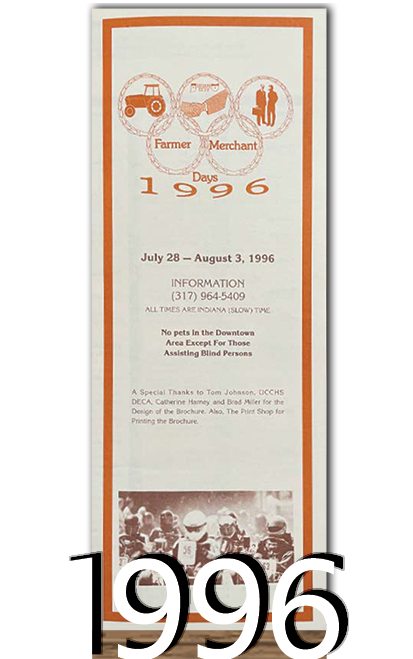 Farmer Merchant
Days
1996
July 28 — August 3, 1996
INFORMATION
(317) 964-5409
ALL TIMES ARE INDIANA (SLOW) TIME
No pets in the Downtown
Area Except For Those
Assisting Blind Persons
A Special Thanks to Tom Johnson, UCCHS
DECA, Catherine Harney and Brad Miller for the
Design of the Brochure. Also, The Print Shop for
Printing the Brochure.
36
1996